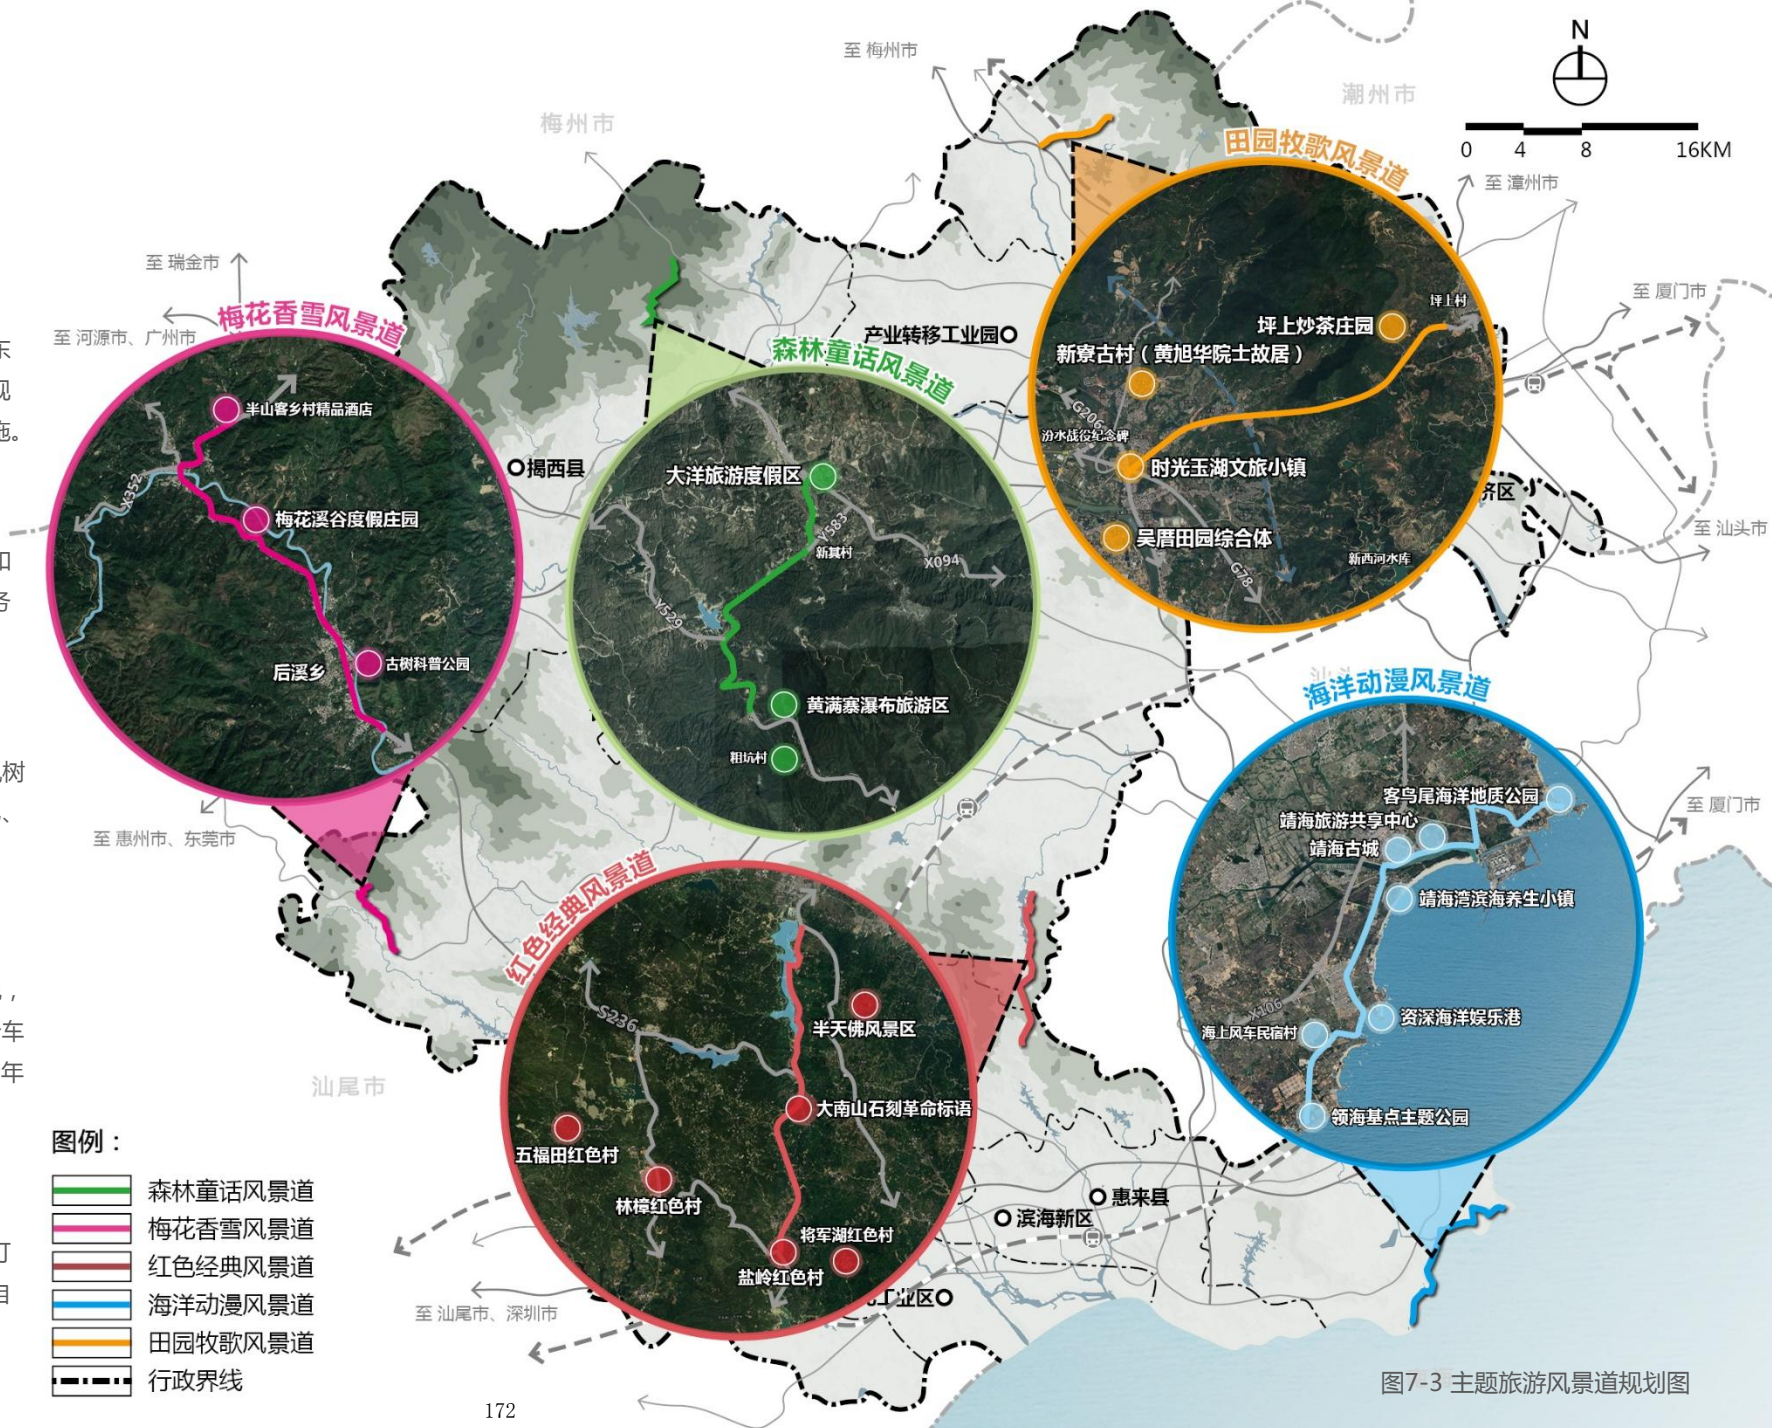 N
0 4 8 16KM
至 梅州市
潮州市
梅州市
至 漳州市
至 瑞金市
至 河源市、广州市
至 厦门市
至 汕头市
至 厦门市
至 惠州市、东莞市
汕尾市
至 汕尾市、深圳市
田园牧歌风景道
坪上村
坪上炒茶庄园
新寮古村（黄旭华院士故居）
G206
汾水战役纪念碑
时光玉湖文旅小镇
吴厝田园综合体
G78
新西河水库
产业转移工业园
揭西县
济区
森林童话风景道
大洋旅游度假区
Y583
X094
Y529
黄满寨瀑布旅游区
粗坑村
梅花香雪风景道
半山客乡村精品酒店
X352
梅花溪谷度假庄园
后溪乡
古树科普公园
海洋动漫风景道
客鸟尾海洋地质公园
靖海旅游共享中心
靖海古城
靖海湾滨海养生小镇
X106
资深海洋娱乐港
海上风车民宿村
领海基点主题公园
红色经典风景道
S236
半天佛风景区
大南山石刻革命标语
五福田红色村
林樟红色村
将军湖红色村
盐岭红色村
惠来县
滨海新区
工业区
东
观
施。
和
务
树
、
，
车
年
图例：
森林童话风景道
梅花香雪风景道
红色经典风景道
海洋动漫风景道
田园牧歌风景道
行政界线
172
图7-3 主题旅游风景道规划图